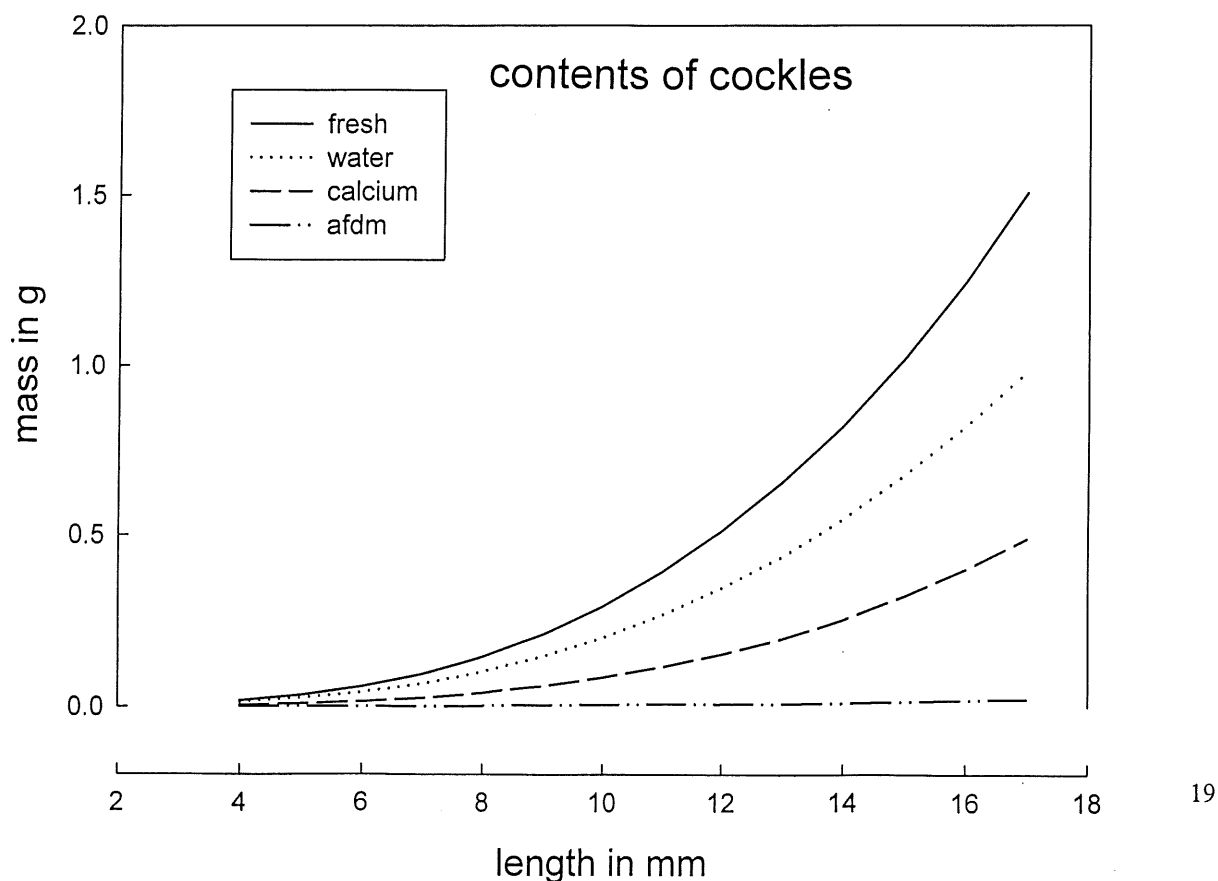 contents of cockles
fresh
water
calcium
afdm
2.0
1.5
1.0
0.5
0.0
mass in g
2 4 6 8 10 12 14 16 18
length in mm
19